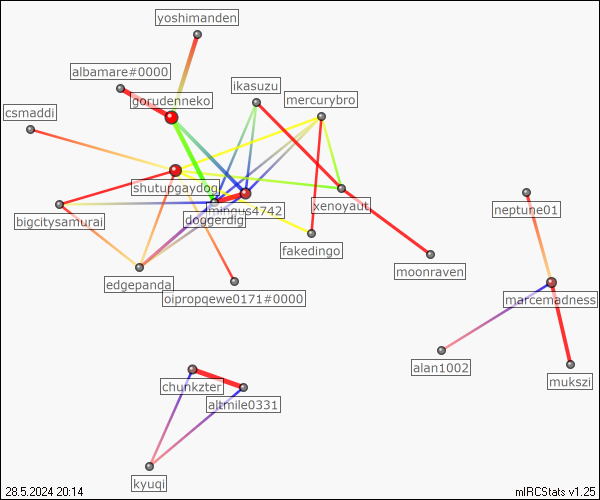 yoshimanden
albamare#0000
ikasuzu
gorudenneko
mercurybro
csmaddi
shutupgaydog
mingus4742
xenoyaut
neptune01
bigcitysamurai
doggerdig
fakedingo
moonraven
edgepanda
oipropqewe0171#0000
marcemadness
alan1002
mukszi
chunkzter
altmile0331
kyuqi
28.5.2024 20:14
mIRCStats v1.25